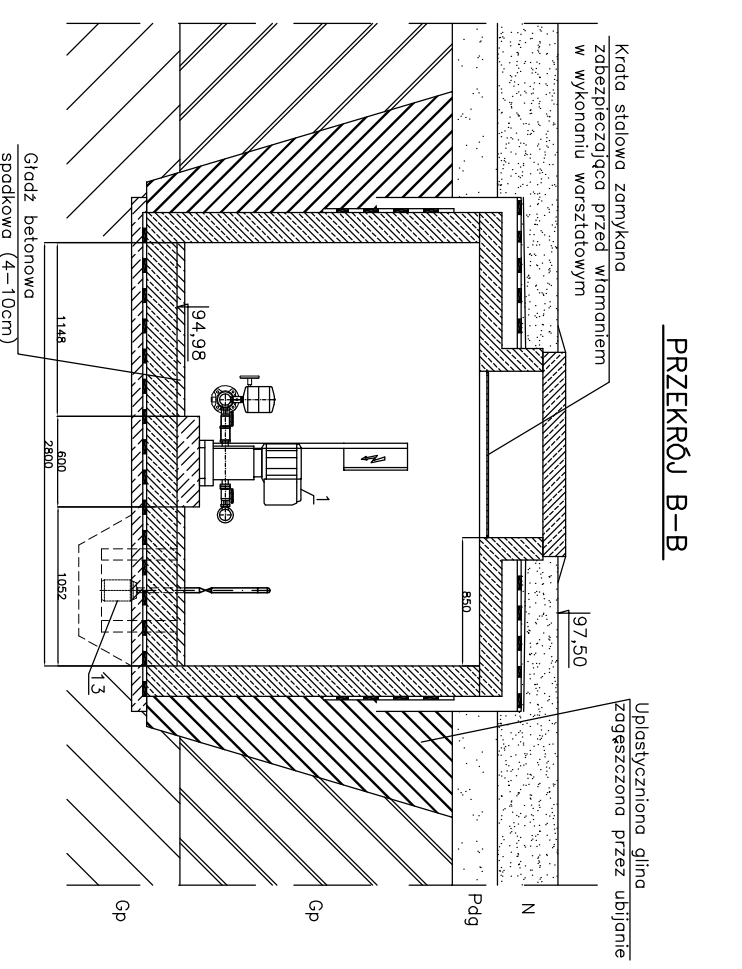 PRZEKRÓJ B-B
Krata stalowa zamykana
zabezpieczająca przed włamaniem
w wykonaniu warsztatowym
Uplastyczniona glina
zagęszczona przez ubijanie
97,50
N
Pdg
Gp
Gp
850
1
94,98
13
1148
600
1052
2800
Gładź betonowa
spadkowa (4-10cm)